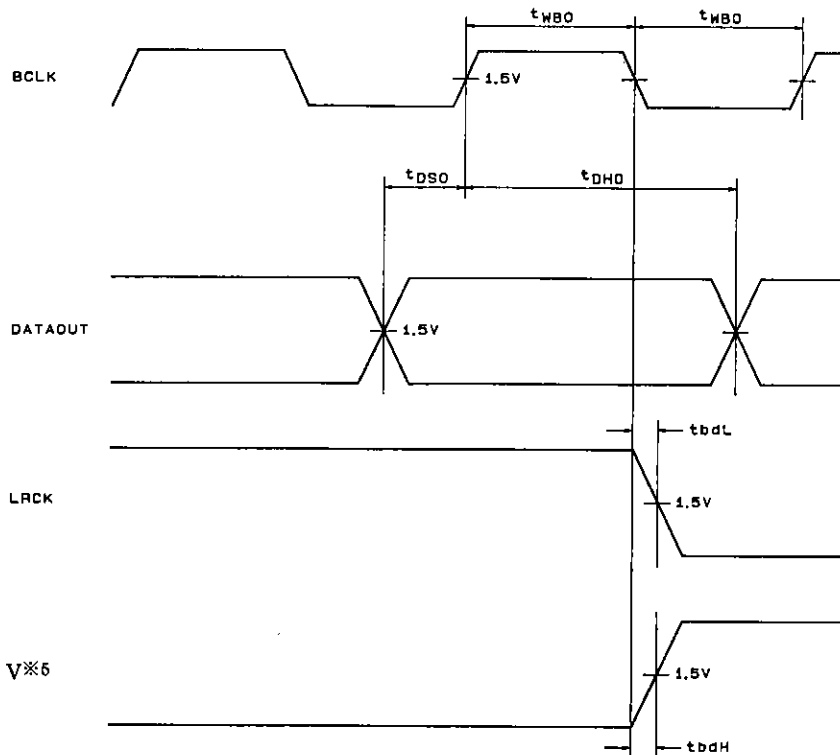 tWBO tWBO
BCLK 1.5V
tDSO tDHO
DATAOUT 1.5V
tbdL
LRCK 1.5V
V※5 1.5V
tbdH